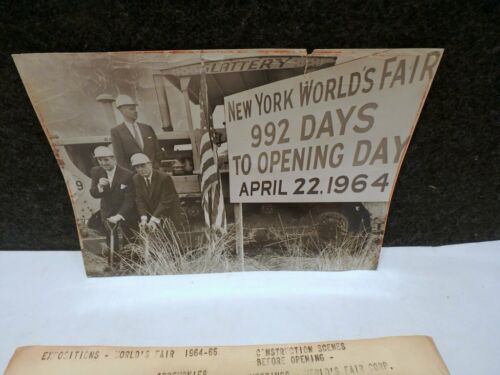 SLATTERY
NEW YORK WORLD'S FAIR
992 DAYS
TO OPENING DAY
APRIL 22.1964
9
EXPOSITIONS - WORLD'S FAIR 1964-65
CONSTRUCTION SCENES
BEFORE OPENING -
WORLD'S FAIR CORP.